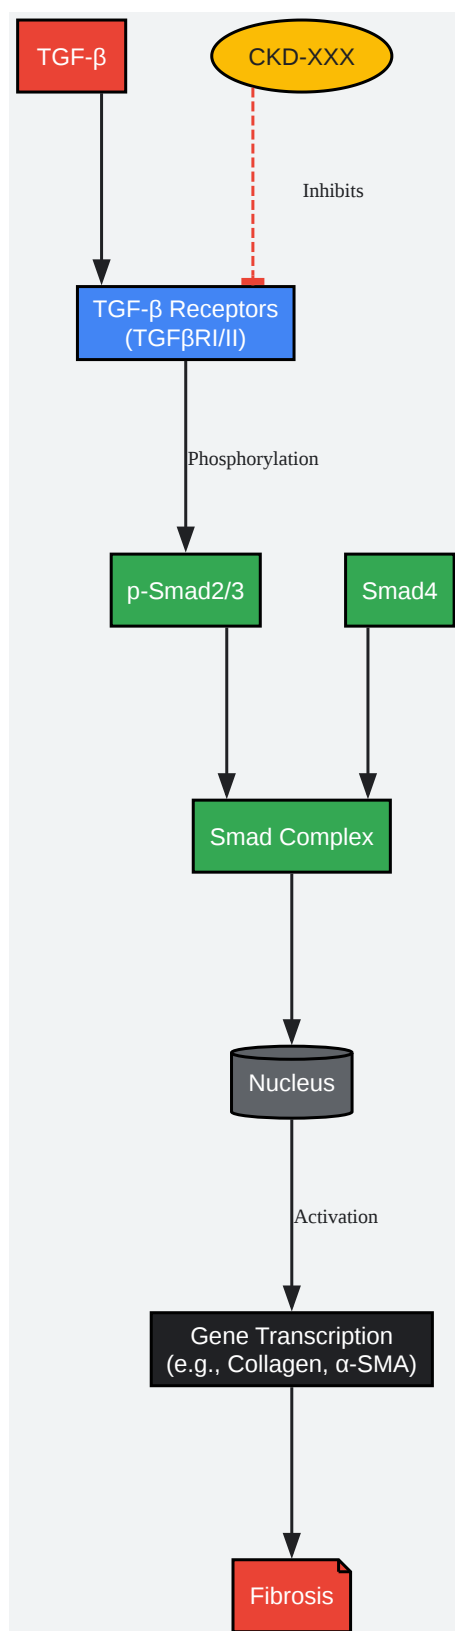 TGF-β
CKD-XXX
Inhibits
TGF-β Receptors
(TGFβRI/II)
Phosphorylation
p-Smad2/3
Smad4
Smad Complex
Nucleus
Activation
Gene Transcription
(e.g., Collagen, α-SMA)
Fibrosis